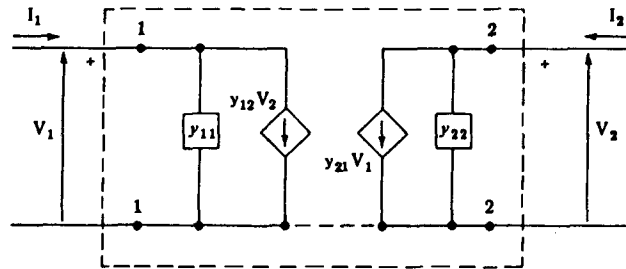 I₁ 1 2 I₂
+ +
y₁₂V₂
V₁ y₁₁ y₂₂ V₂
y₂₁V₁
1 2